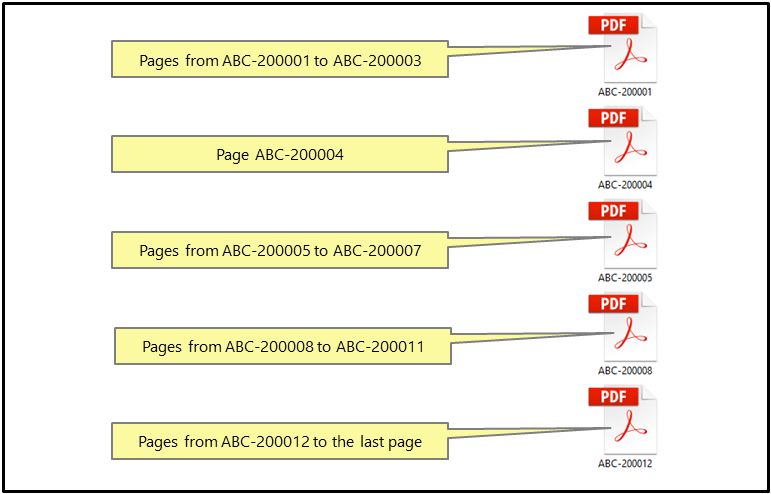 PDF
Pages from ABC-200001 to ABC-200003
ABC-200001
PDF
Page ABC-200004
ABC-200004
PDF
Pages from ABC-200005 to ABC-200007
ABC-200005
PDF
Pages from ABC-200008 to ABC-200011
ABC-200008
PDF
Pages from ABC-200012 to the last page
ABC-200012